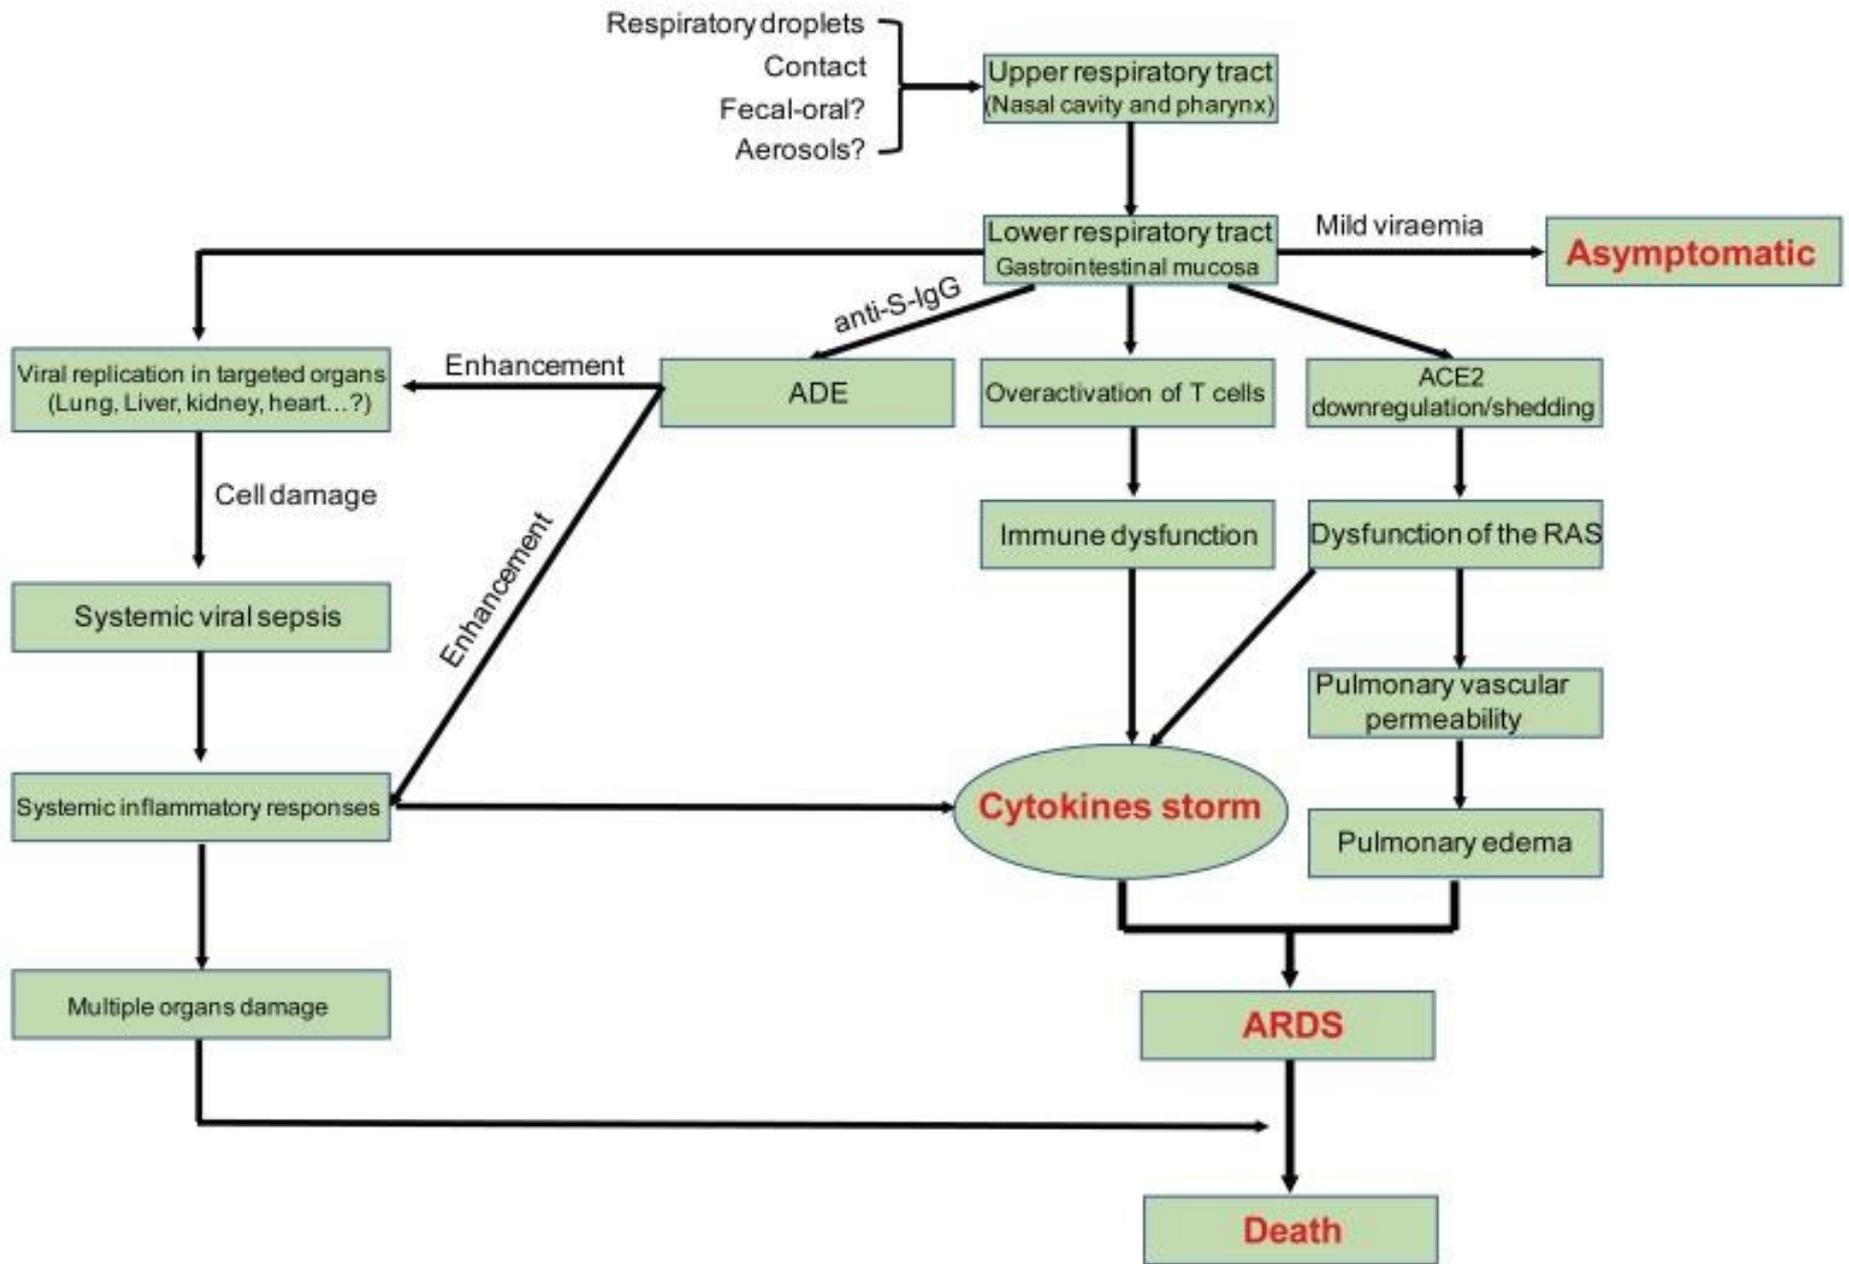 Respiratory droplets
Contact
Fecal-oral?
Aerosols?
Upper respiratory tract
(Nasal cavity and pharynx)
Lower respiratory tract
Gastrointestinal mucosa
Mild viraemia
Asymptomatic
anti-S-IgG
Viral replication in targeted organs
(Lung, Liver, kidney, heart...?)
Enhancement
ADE
Overactivation of T cells
ACE2
downregulation/shedding
Cell damage
Enhancement
Immune dysfunction
Dysfunction of the RAS
Systemic viral sepsis
Pulmonary vascular
permeability
Systemic inflammatory responses
Cytokines storm
Pulmonary edema
Multiple organs damage
ARDS
Death